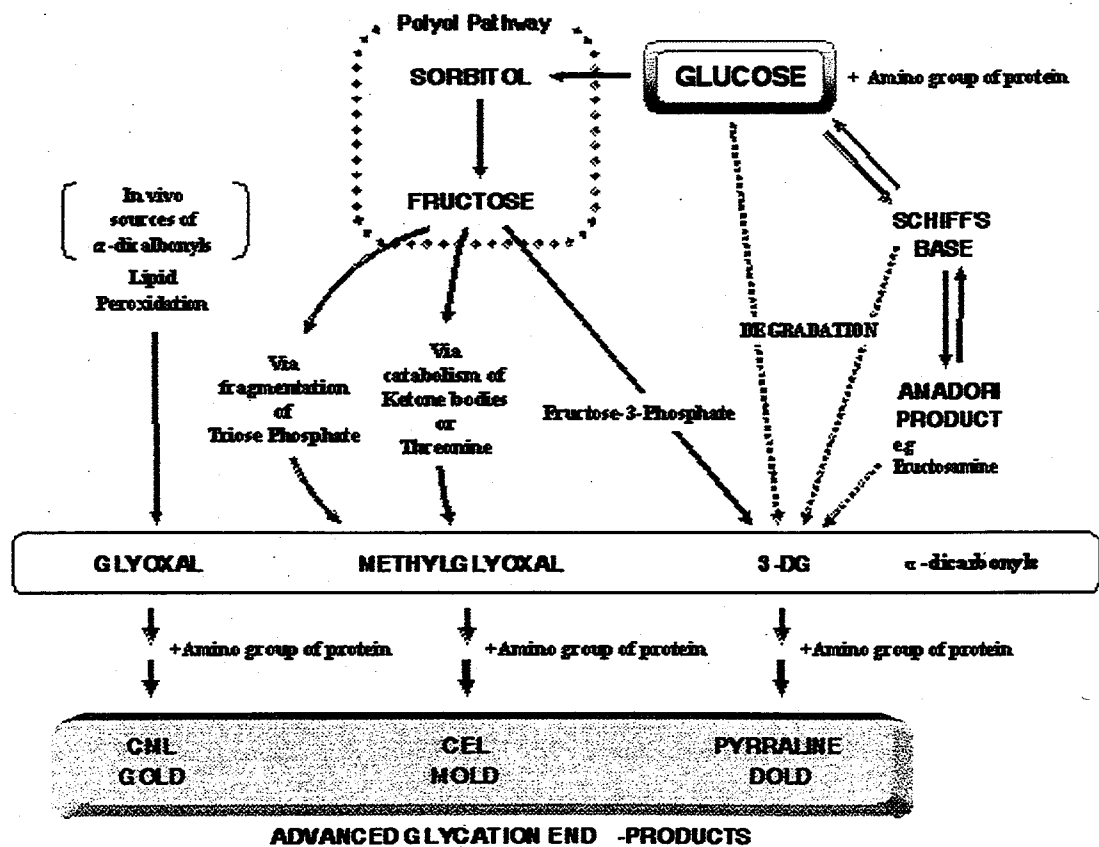 Polyol Pathway
SORBITOL
GLUCOSE
+ Amino group of protein
FRUCTOSE
In vivo
sources of
α-dicalbonyls
Lipid
Peroxidation
SCHIFF'S
BASE
DEGRADATION
Via
fragmentation
of
Triose Phosphate
Via
catabolism of
Ketone bodies
or
Threonine
Fructose-3-Phosphate
AMADORI
PRODUCT
e.g
Fructosamine
GLYOXAL
METHYLGLYOXAL
3-DG
α-dicarbonyls
+Amino group of protein
+Amino group of protein
+Amino group of protein
CML
GOLD
CEL
MOLD
PYRRALINE
DOLD
ADVANCED GLYCATION END -PRODUCTS